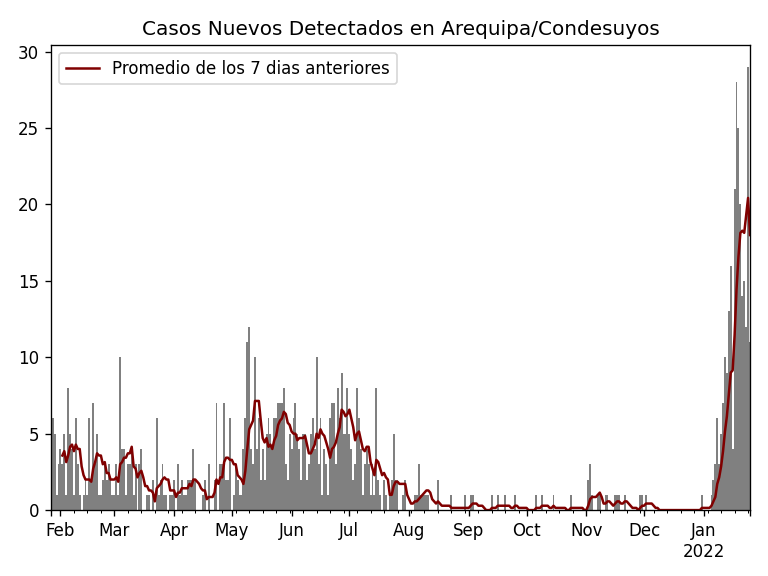 Casos Nuevos Detectados en Arequipa/Condesuyos
Promedio de los 7 dias anteriores
30
25
20
15
10
5
0
Feb Mar Apr May Jun Jul Aug Sep Oct Nov Dec Jan
2022